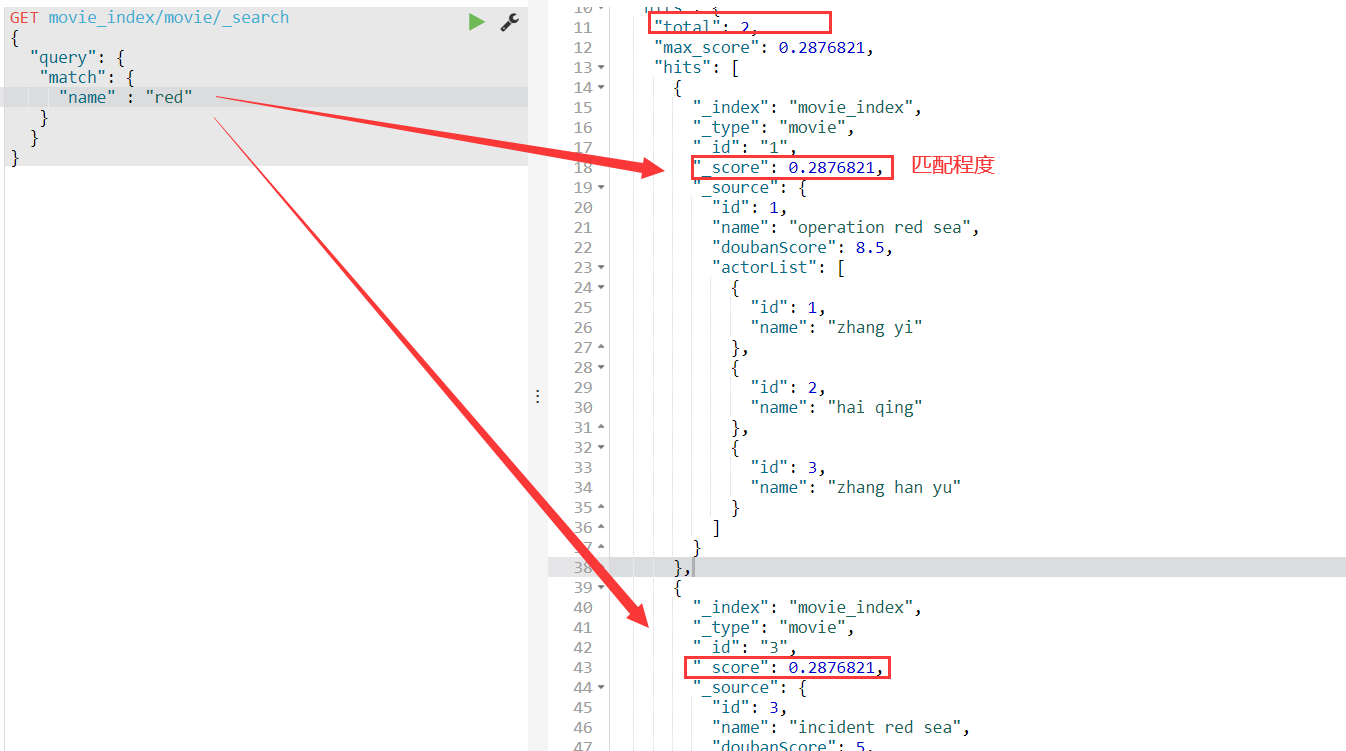 GET movie_index/movie/_search
{
"query": {
"match": {
"name" : "red"
}
}
}
10
11 "total": 2,
12 "max_score": 0.2876821,
13 "hits": [
14 {
15 "_index": "movie_index",
16 "_type": "movie",
17 "_id": "1",
18 "_score": 0.2876821, 匹配程度
19 "_source": {
20 "id": 1,
21 "name": "operation red sea",
22 "doubanScore": 8.5,
23 "actorList": [
24 {
25 "id": 1,
26 "name": "zhang yi"
27 },
28 {
29 "id": 2,
30 "name": "hai qing"
31 },
32 {
33 "id": 3,
34 "name": "zhang han yu"
35 }
36 ]
37 }
38 },
39 {
40 "_index": "movie_index",
41 "_type": "movie",
42 "_id": "3",
43 "_score": 0.2876821,
44 "_source": {
45 "id": 3,
46 "name": "incident red sea",
47 "doubanScore": 5,